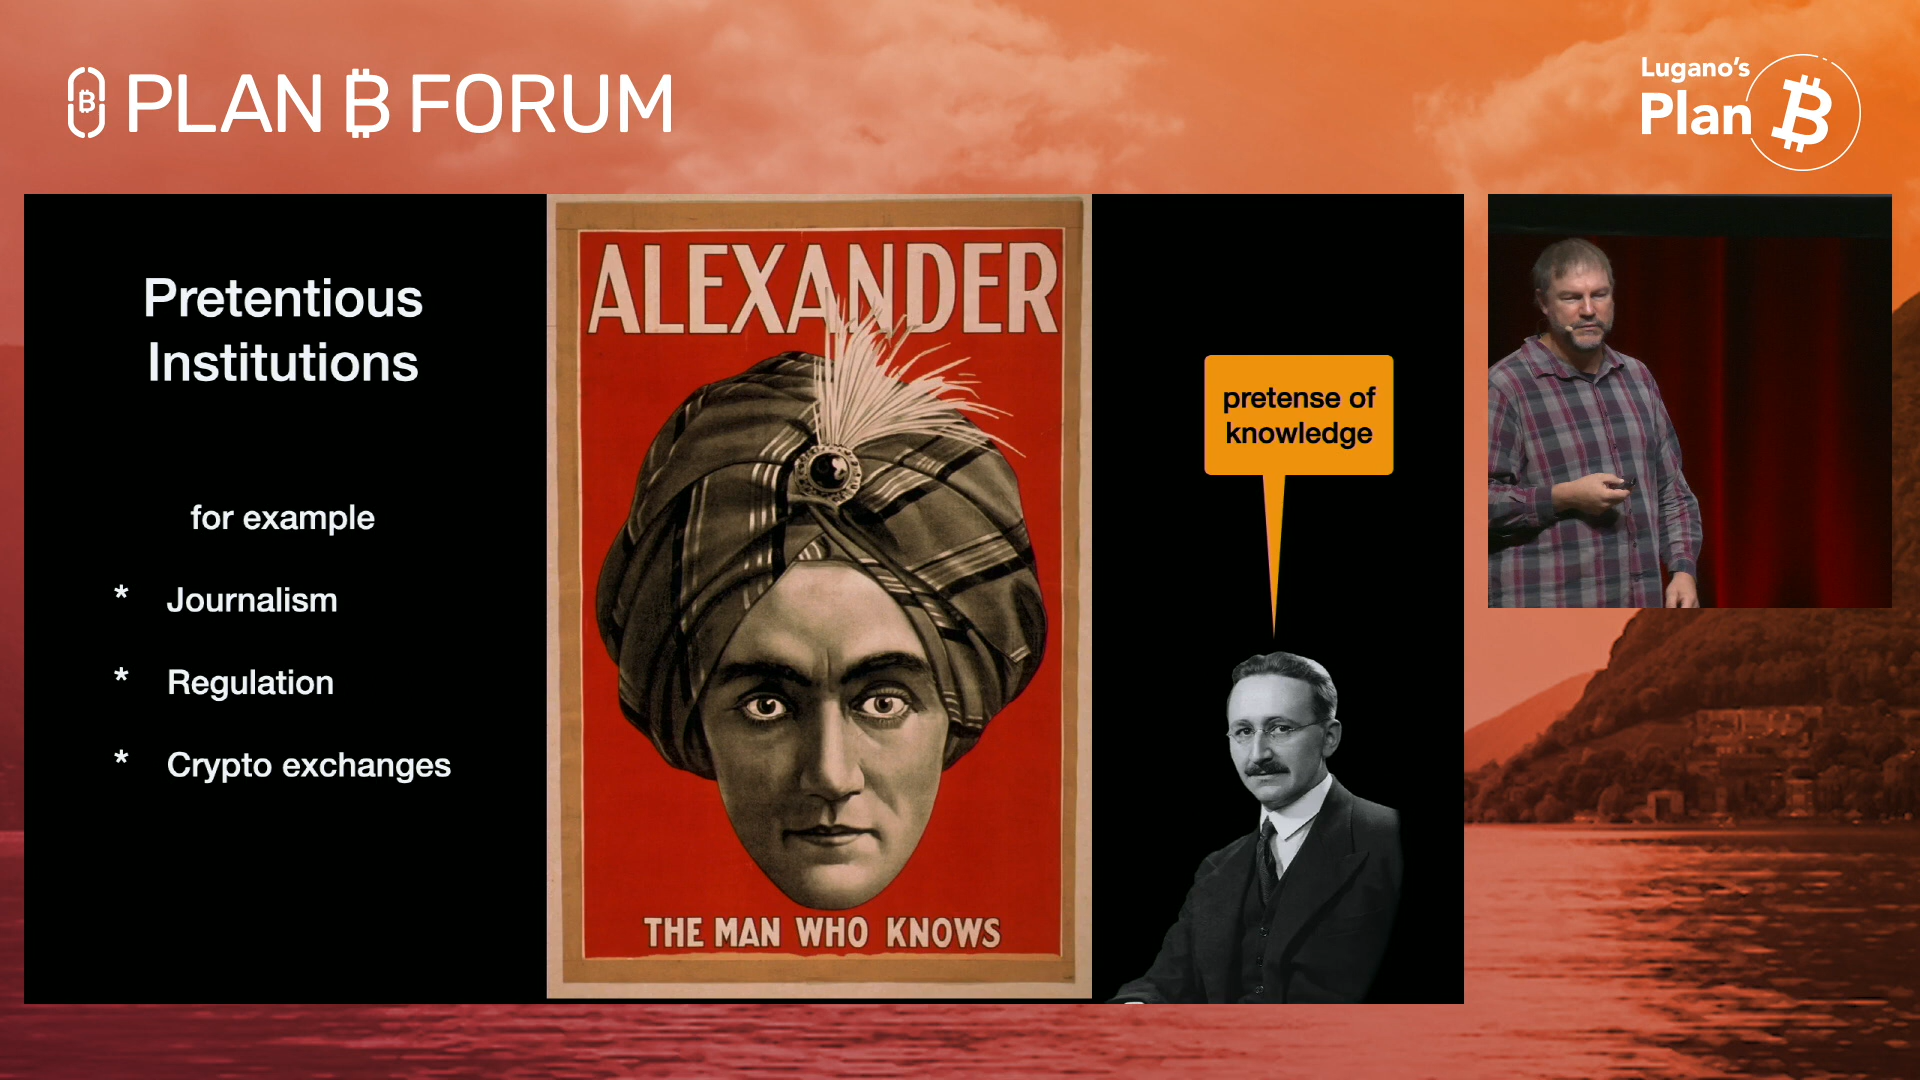 PLAN ₿ FORUM
Lugano's
Plan ₿
Pretentious
Institutions
for example
* Journalism
* Regulation
* Crypto exchanges
ALEXANDER
THE MAN WHO KNOWS
pretense of
knowledge